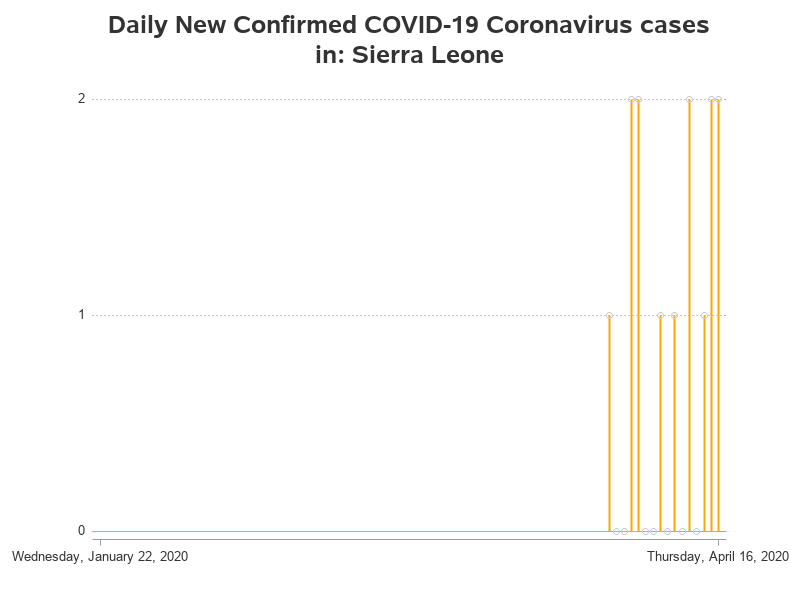 Daily New Confirmed COVID-19 Coronavirus cases
in: Sierra Leone
2
1
0
Wednesday, January 22, 2020 Thursday, April 16, 2020